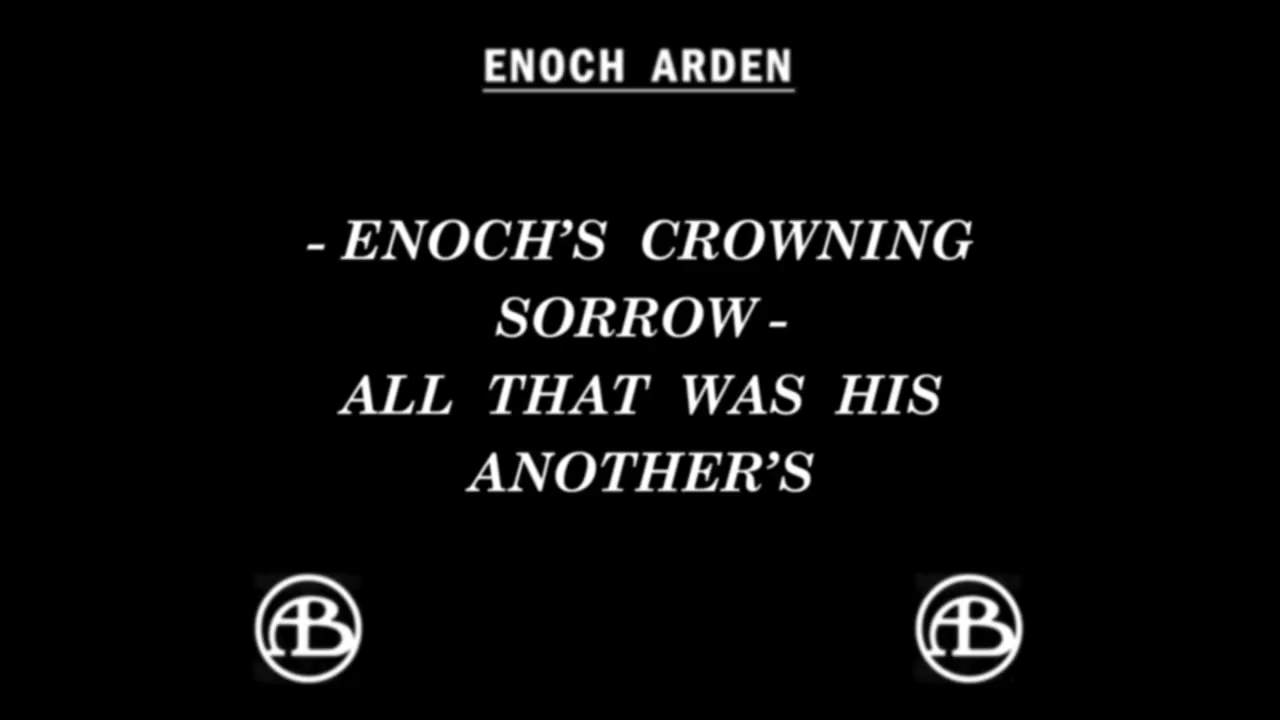 ENOCH ARDEN
- ENOCH'S CROWNING
SORROW -
ALL THAT WAS HIS
ANOTHER'S
AB AB